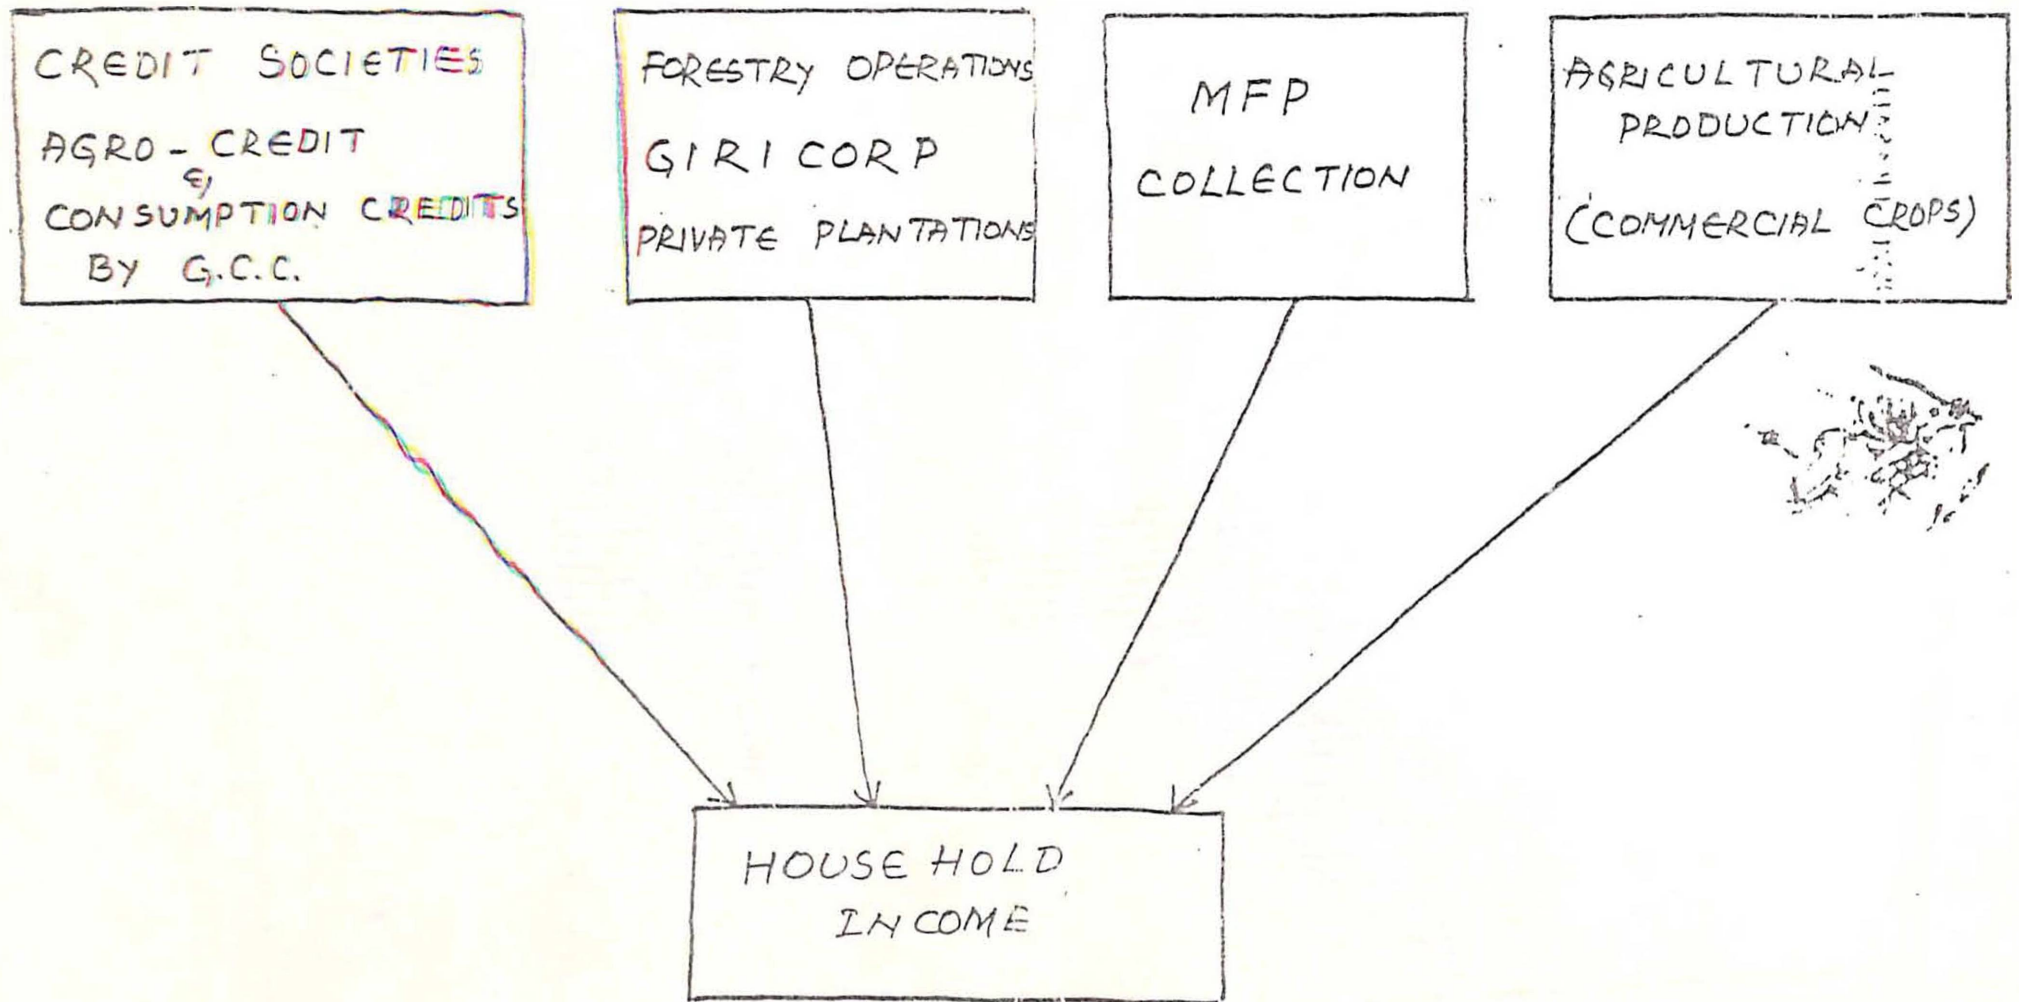 CREDIT SOCIETIES
AGRO - CREDIT
&
CONSUMPTION CREDITS
BY G.C.C.
FORESTRY OPERATIONS
GIRICORP
PRIVATE PLANTATIONS
MFP
COLLECTION
AGRICULTURAL
PRODUCTION
(COMMERCIAL CROPS)
HOUSE HOLD
INCOME